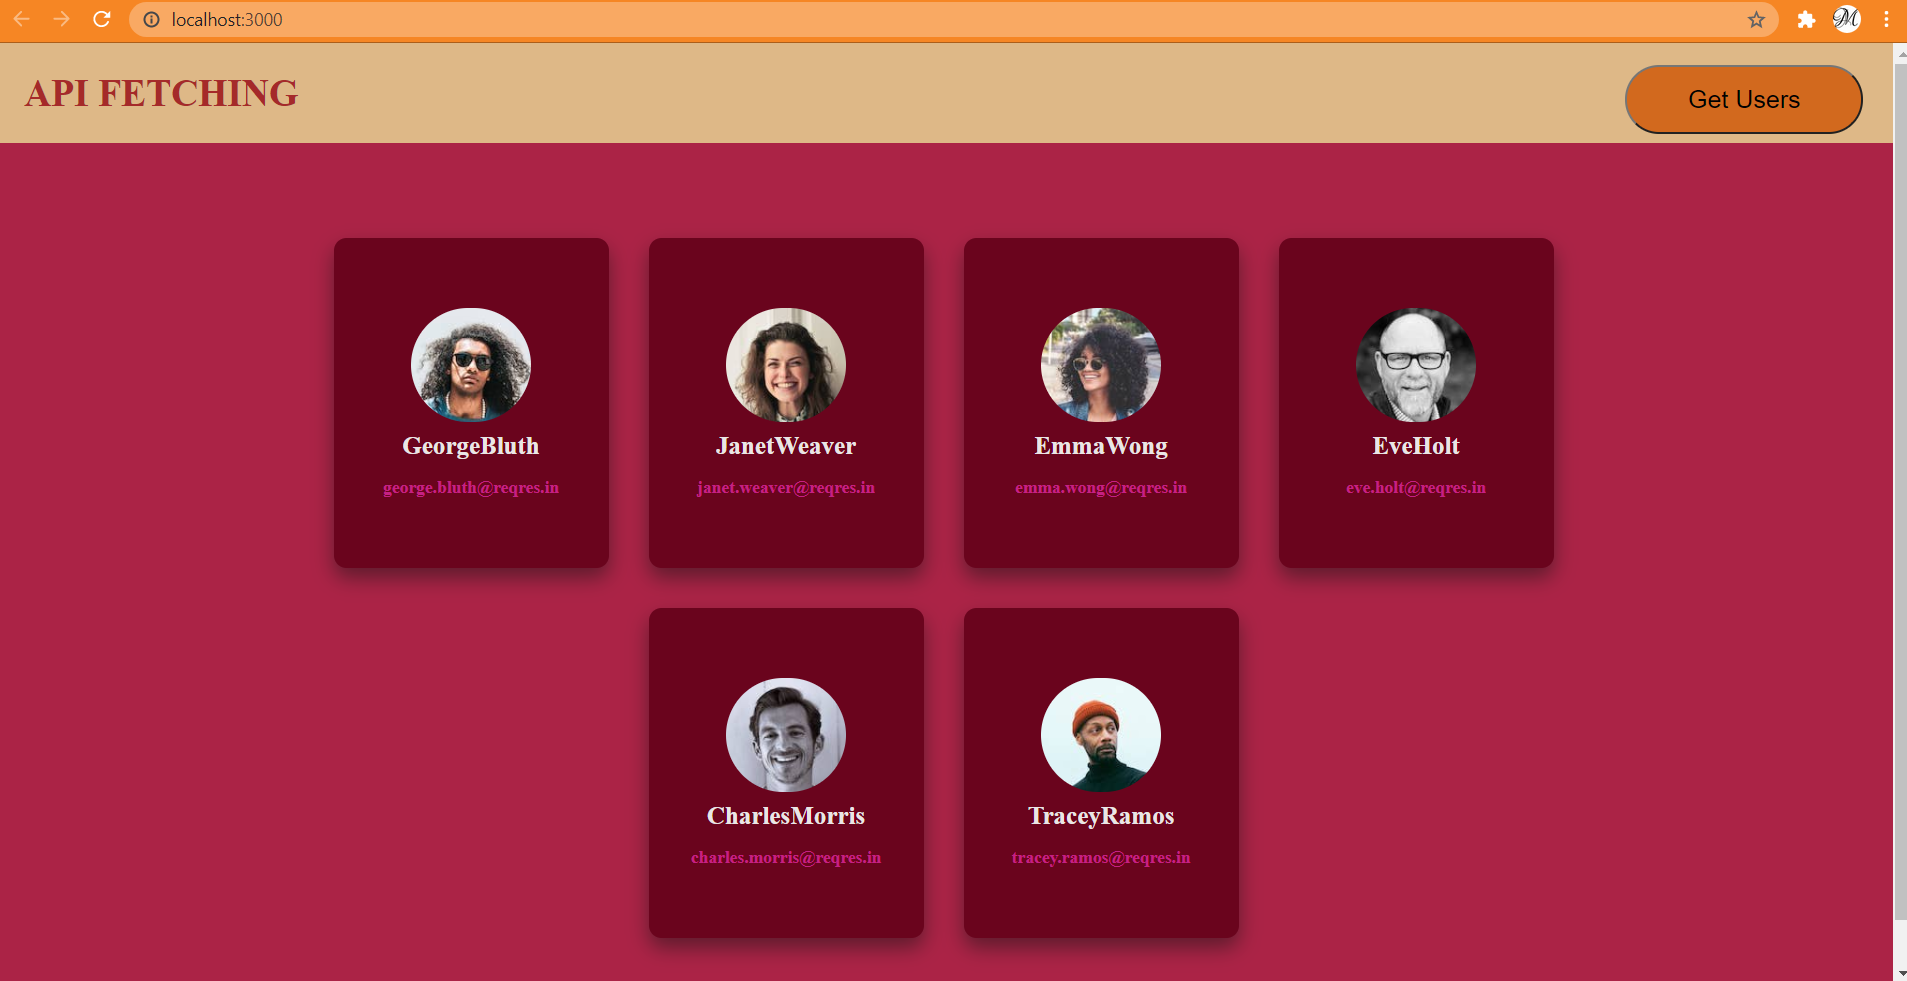 localhost:3000
API FETCHING
Get Users
GeorgeBluth
george.bluth@reqres.in
JanetWeaver
janet.weaver@reqres.in
EmmaWong
emma.wong@reqres.in
EveHolt
eve.holt@reqres.in
CharlesMorris
charles.morris@reqres.in
TraceyRamos
tracey.ramos@reqres.in